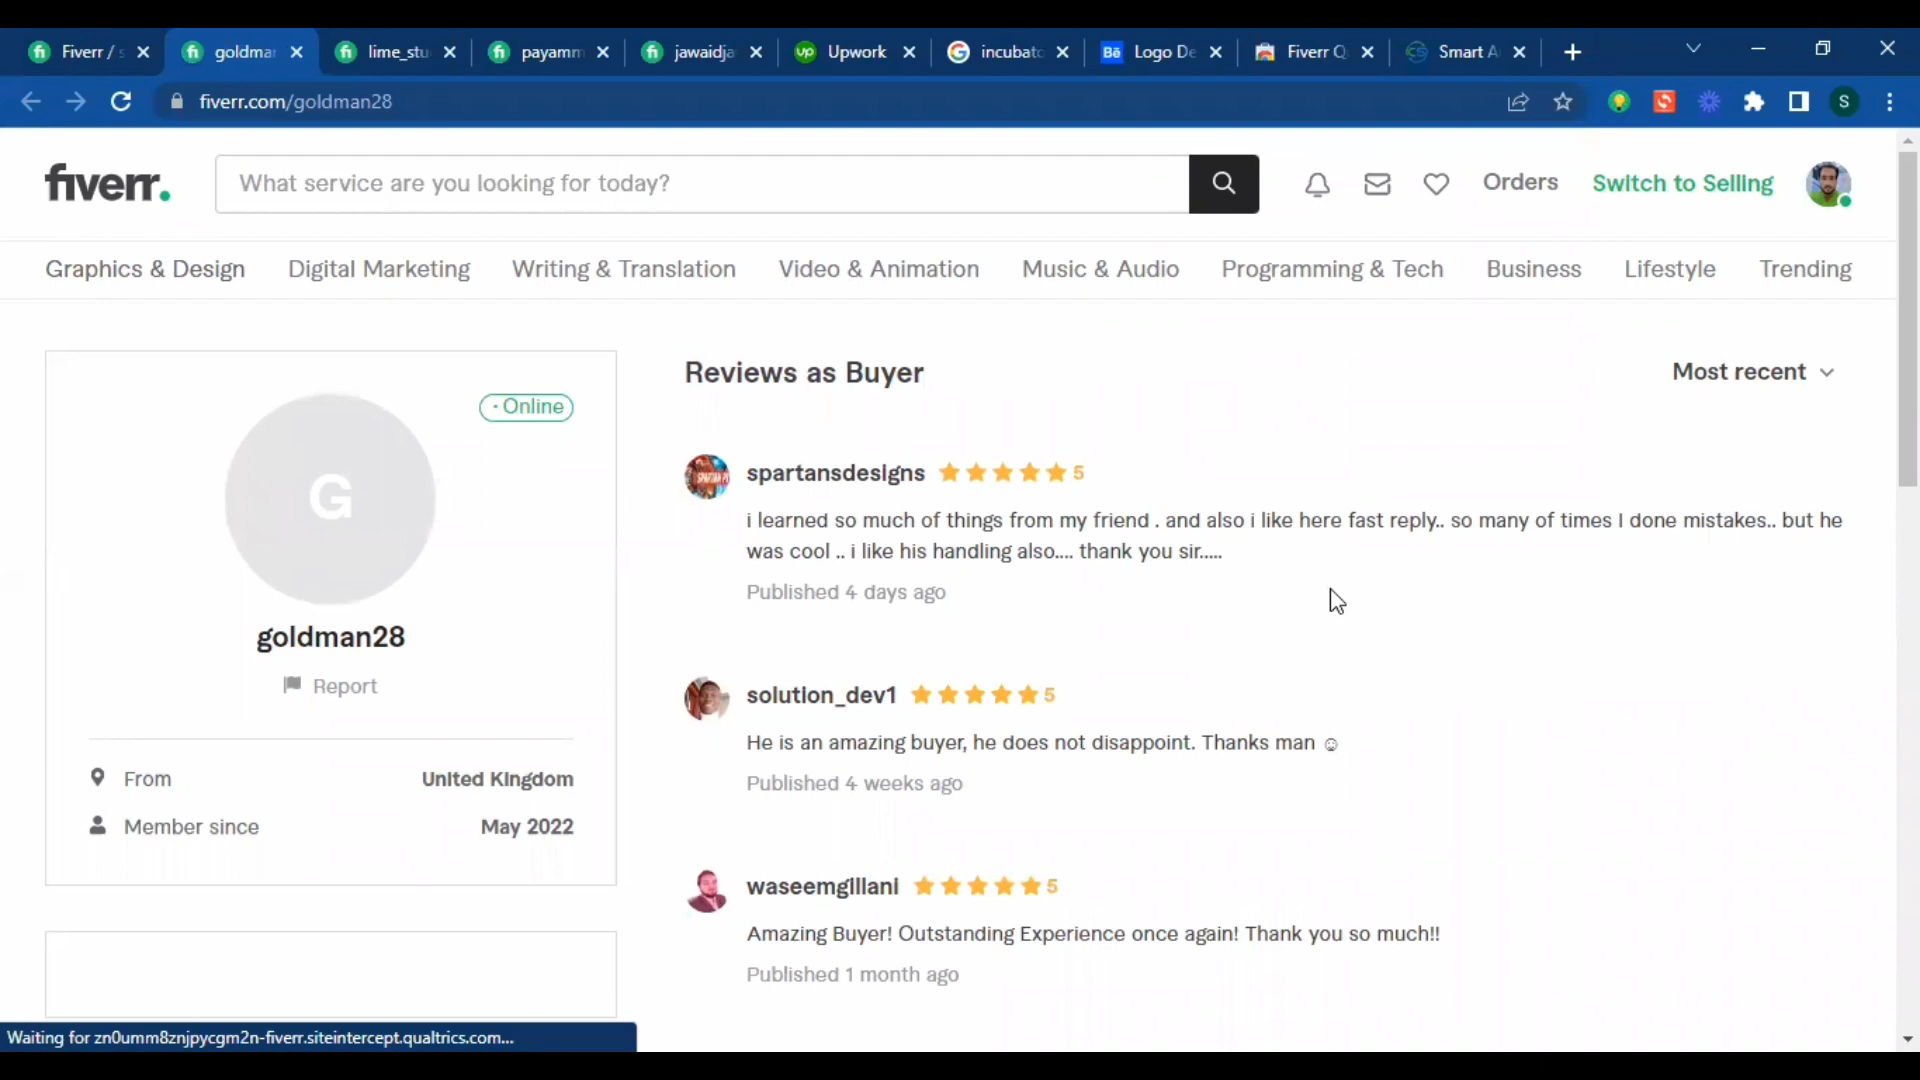 Fiverr / s
goldmar
lime_stu
payamm
jawaidja
Upwork
incubato
Logo De
Fiverr Q
Smart A
fiverr.com/goldman28
S
fiverr.
What service are you looking for today?
Orders
Switch to Selling
Graphics & Design
Digital Marketing
Writing & Translation
Video & Animation
Music & Audio
Programming & Tech
Business
Lifestyle
Trending
Online
G
goldman28
Report
From
United Kingdom
Member since
May 2022
Reviews as Buyer
Most recent
spartansdesigns 5
i learned so much of things from my friend . and also i like here fast reply.. so many of times I done mistakes.. but he
was cool .. i like his handling also.... thank you sir.....
Published 4 days ago
solution_dev1 5
He is an amazing buyer, he does not disappoint. Thanks man ☺
Published 4 weeks ago
waseemgillani 5
Amazing Buyer! Outstanding Experience once again! Thank you so much!!
Published 1 month ago
Waiting for zn0umm8znjpycgm2n-fiverr.siteintercept.qualtrics.com...